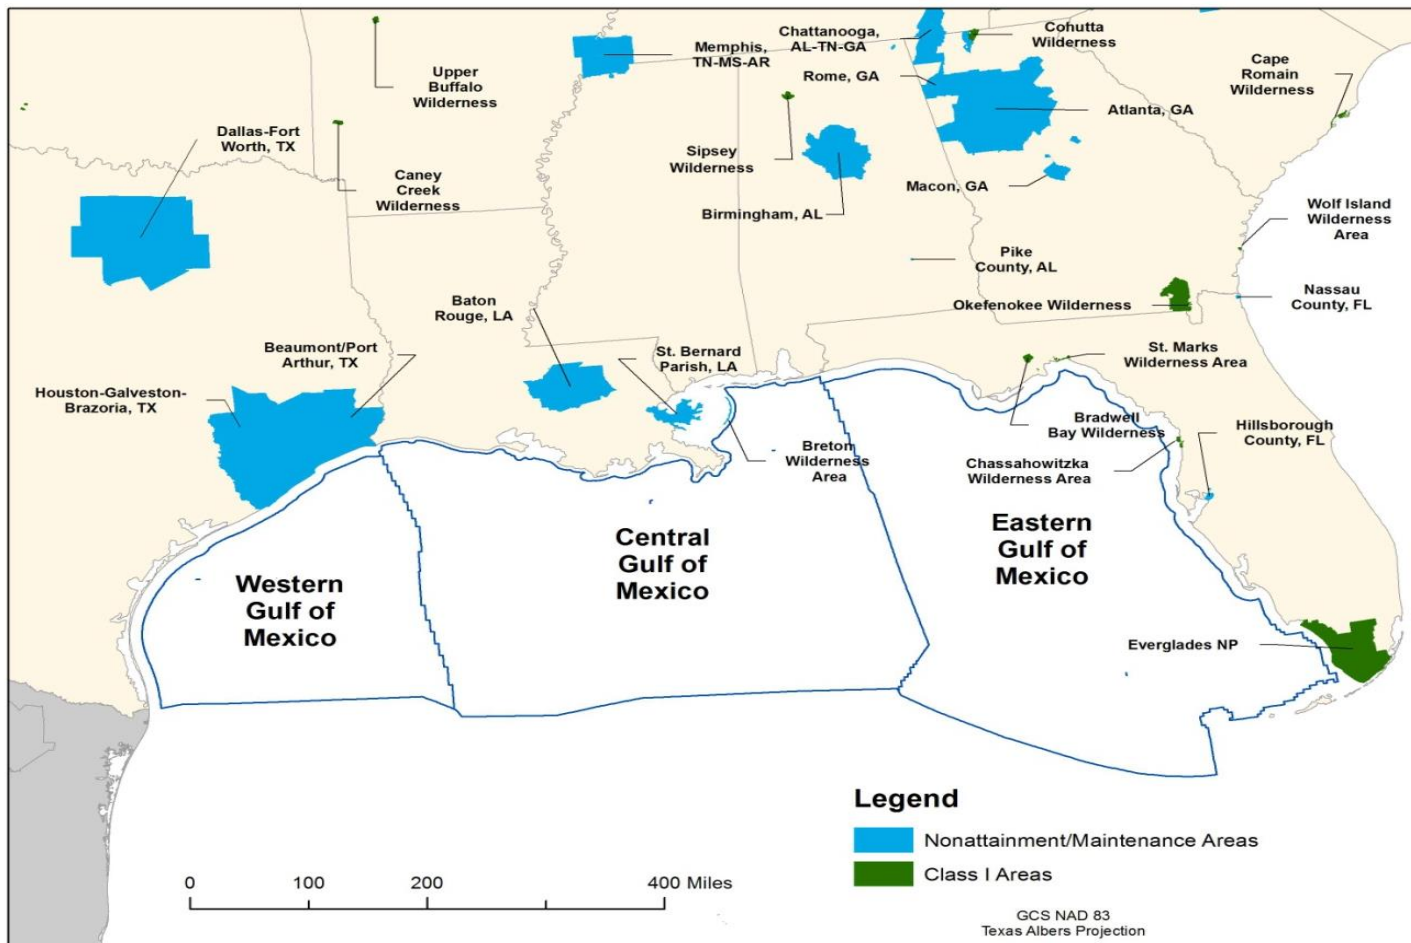 Chattanooga,
AL-TN-GA
Cohutta
Wilderness
Memphis,
TN-MS-AR
Upper
Buffalo
Wilderness
Rome, GA
Cape
Romain
Wilderness
Atlanta, GA
Dallas-Fort
Worth, TX
Sipsey
Wilderness
Caney
Creek
Wilderness
Macon, GA
Birmingham, AL
Wolf Island
Wilderness
Area
Pike
County, AL
Nassau
County, FL
Okefenokee Wilderness
Baton
Rouge, LA
Beaumont/Port
Arthur, TX
St. Bernard
Parish, LA
St. Marks
Wilderness Area
Houston-Galveston-
Brazoria, TX
Bradwell
Bay Wilderness
Hillsborough
County, FL
Breton
Wilderness
Area
Chassahowitzka
Wilderness Area
Western
Gulf of
Mexico
Central
Gulf of
Mexico
Eastern
Gulf of
Mexico
Everglades NP
Legend
Nonattainment/Maintenance Areas
Class I Areas
0 100 200 400 Miles
GCS NAD 83
Texas Albers Projection